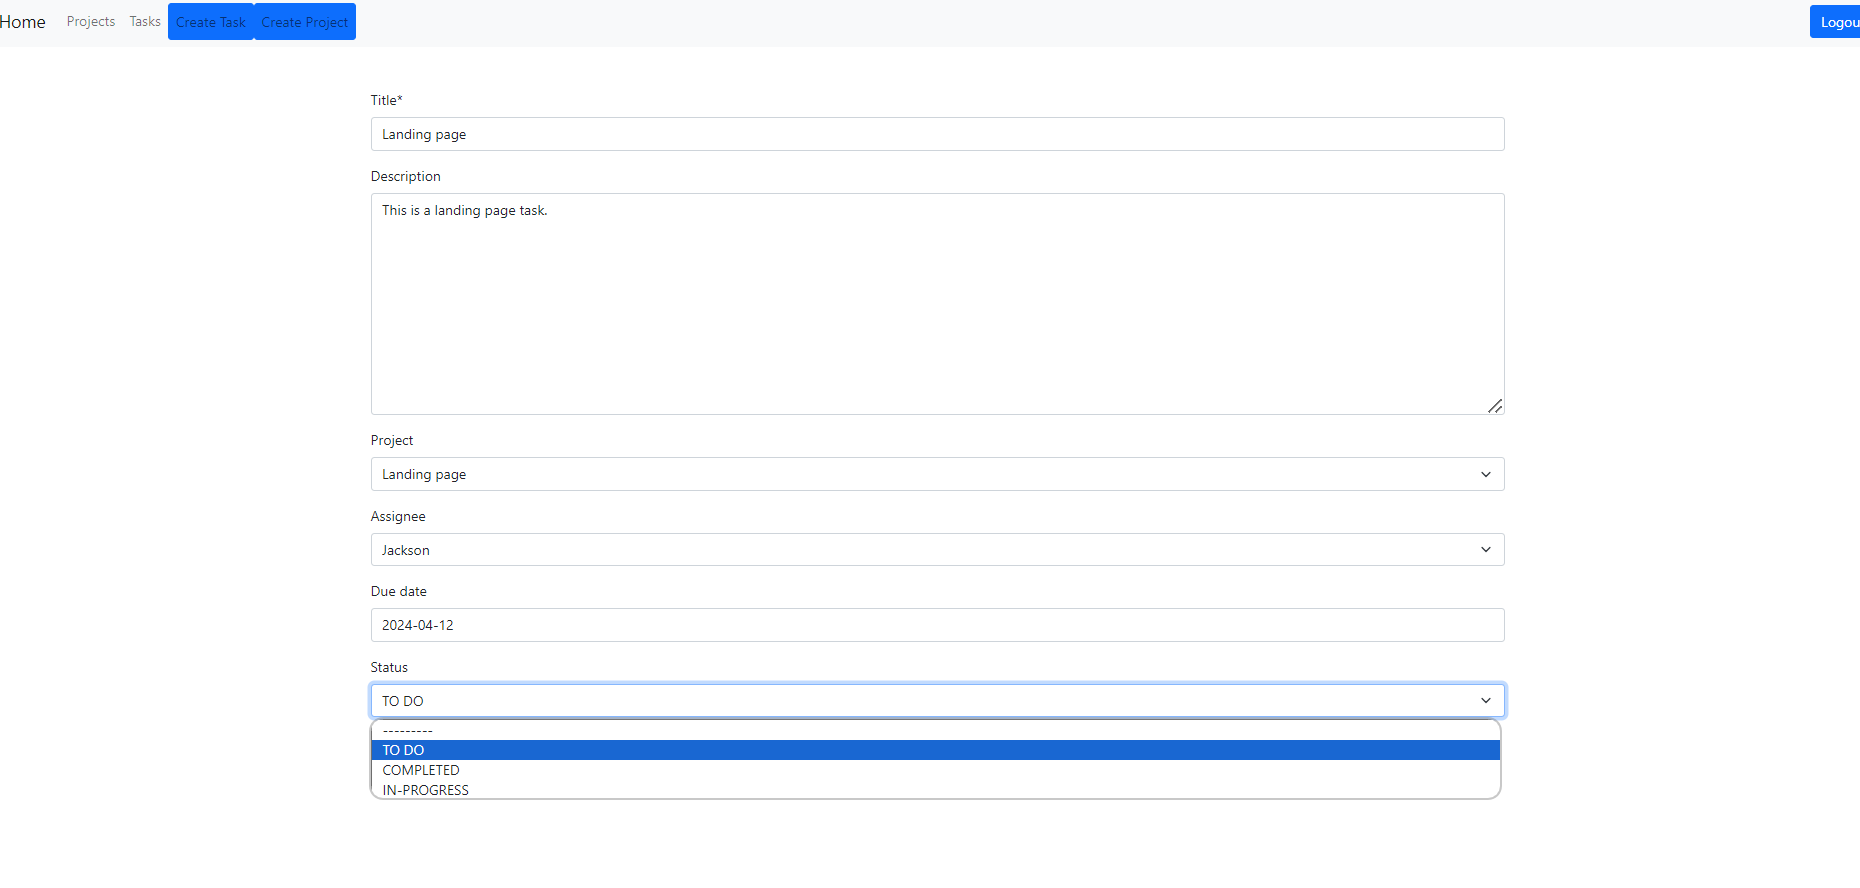 Home Projects Tasks Create Task Create Project Logou
Title*
Landing page
Description
This is a landing page task.
Project
Landing page
Assignee
Jackson
Due date
2024-04-12
Status
TO DO
---------
TO DO
COMPLETED
IN-PROGRESS